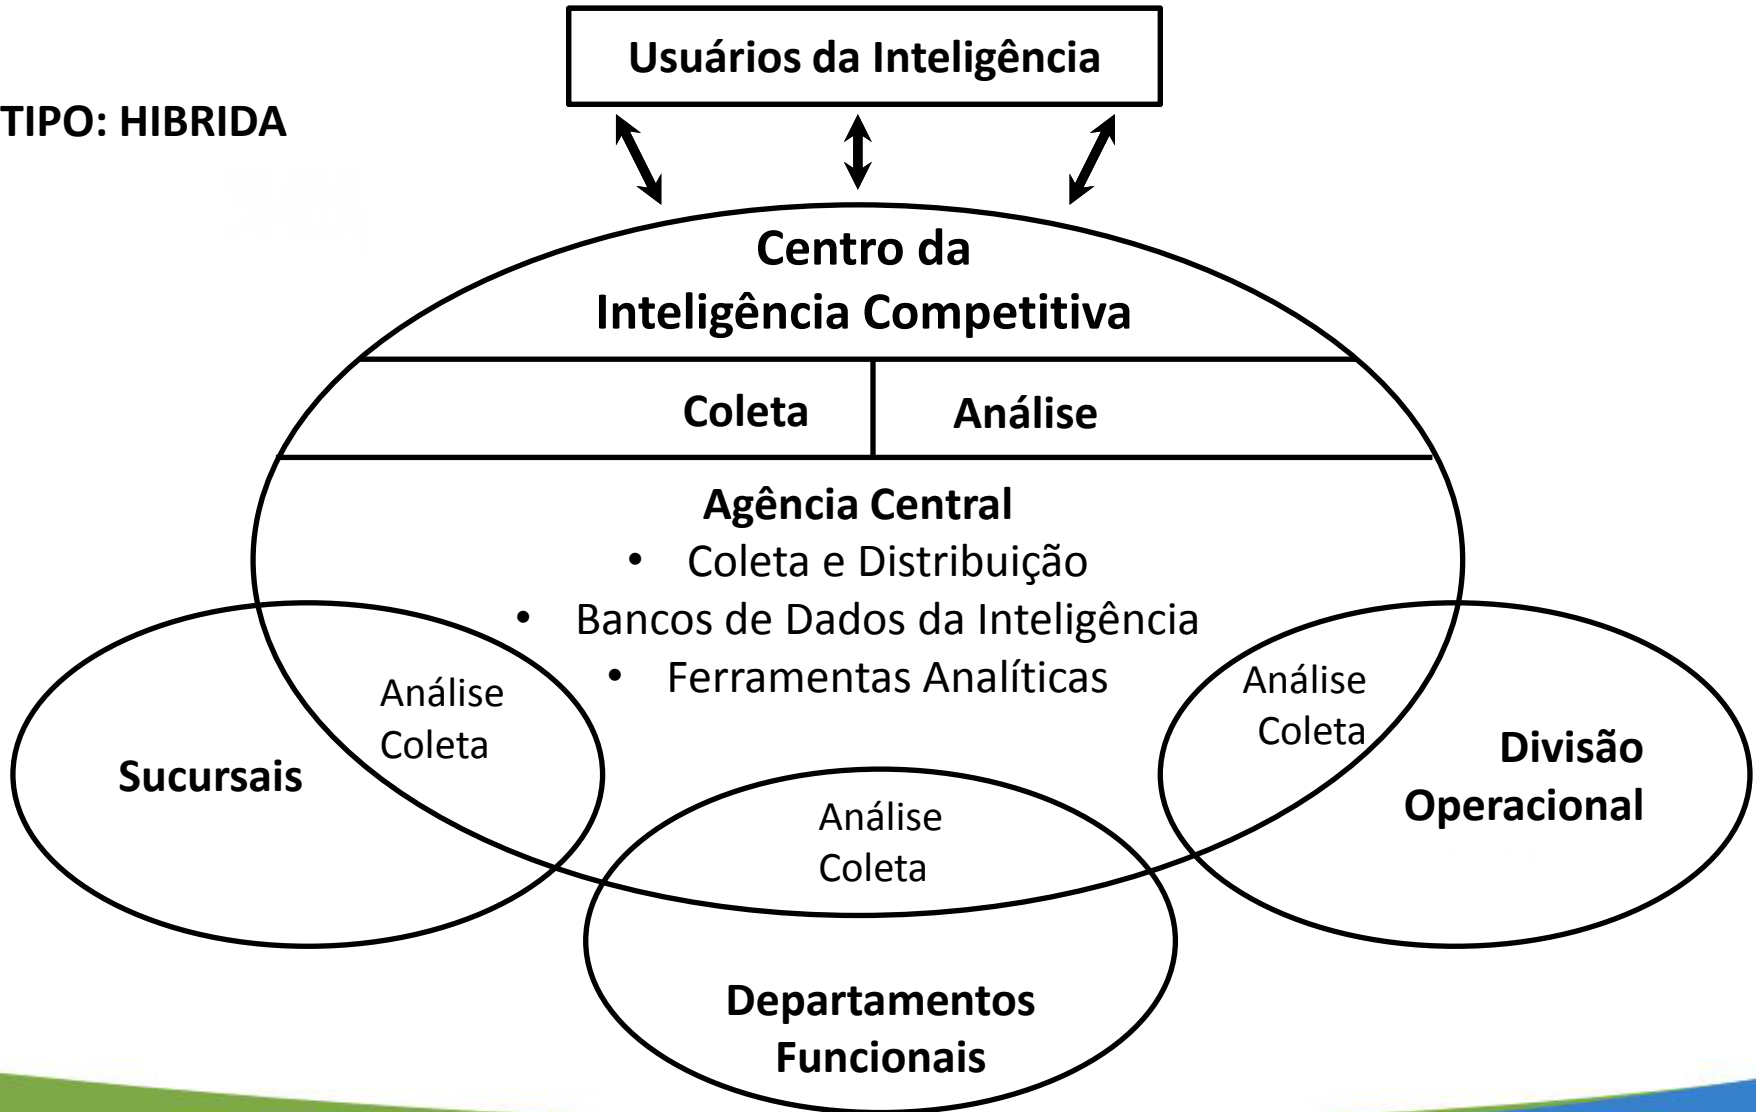 Usuários da Inteligência
TIPO: HIBRIDA
Centro da
Inteligência Competitiva
Coleta
Análise
Agência Central
• Coleta e Distribuição
• Bancos de Dados da Inteligência
• Ferramentas Analíticas
Análise
Coleta
Sucursais
Análise
Coleta
Departamentos
Funcionais
Análise
Coleta
Divisão
Operacional